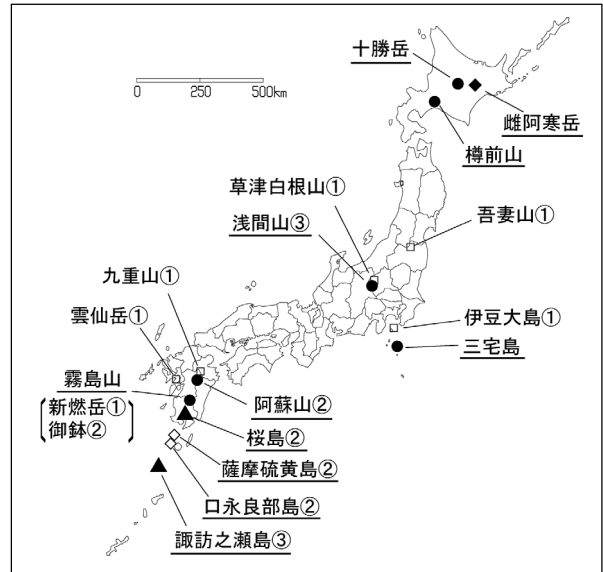 十勝岳
0 250 500km
雌阿寒岳
樽前山
草津白根山①
浅間山③
吾妻山①
九重山①
雲仙岳①
伊豆大島①
三宅島
霧島山
新燃岳①
御鉢②
阿蘇山②
桜島②
薩摩硫黄島②
口永良部島②
諏訪之瀬島③